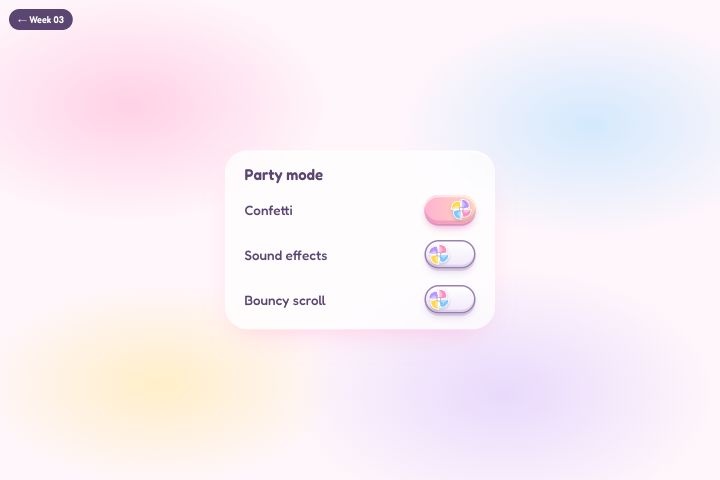 ← Week 03
Party mode
Confetti
Sound effects
Bouncy scroll